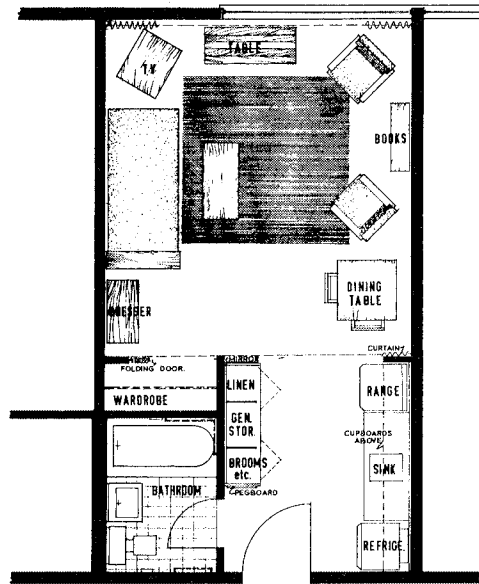 TABLE
T.V.
BOOKS
DINING
TABLE
DRESSER
CURTAIN
FOLDING DOOR.
MIRROR
WARDROBE
LINEN
RANGE
GEN.
STOR.
CUPBOARDS
ABOVE
BROOMS
etc.
SINK
BATHROOM
PEGBOARD
REFRIGE.